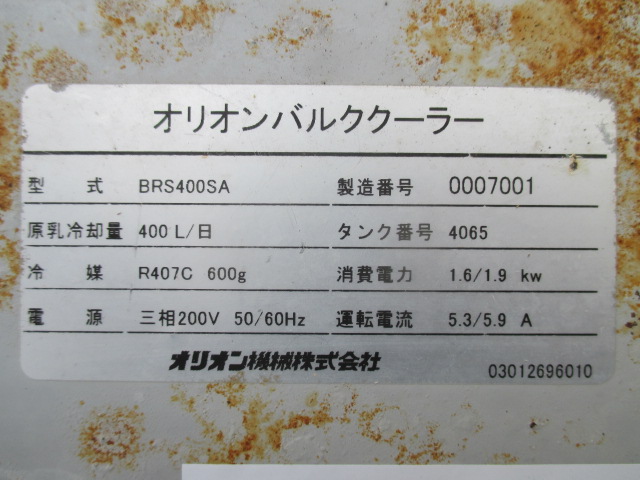 オリオンバルククーラー
型 式 BRS400SA 製造番号 0007001
原乳冷却量 400 L/日 タンク番号 4065
冷 媒 R407C 600g 消費電力 1.6/1.9 kw
電 源 三相200V 50/60Hz 運転電流 5.3/5.9 A
オリオン機械株式会社
03012696010